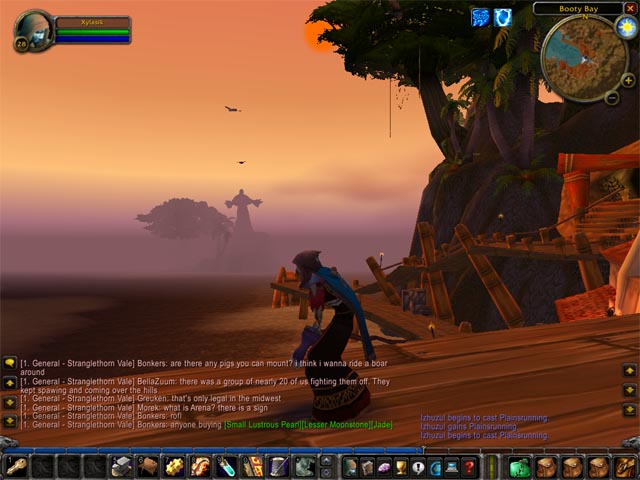 Xylasik
28
Booty Bay
N
[1. General - Stranglethorn Vale] Bonkers: are there any pigs you can mount? i think i wanna ride a boar
around
[1. General - Stranglethorn Vale] BellaZuum: there was a group of nearly 20 of us fighting them off. They
kept spawning and coming over the hills
[1. General - Stranglethorn Vale] Greuken: that's only legal in the midwest
[1. General - Stranglethorn Vale] Morek: what is Arena? there is a sign
[1. General - Stranglethorn Vale] Bonkers: rofl
[1. General - Stranglethorn Vale] Bonkers: anyone buying [Small Lustrous Pearl][Lesser Moonstone][Jade]
Izhuzul begins to cast Plainsrunning.
Izhuzul gains Plainsrunning.
Izhuzul begins to cast Plainsrunning.